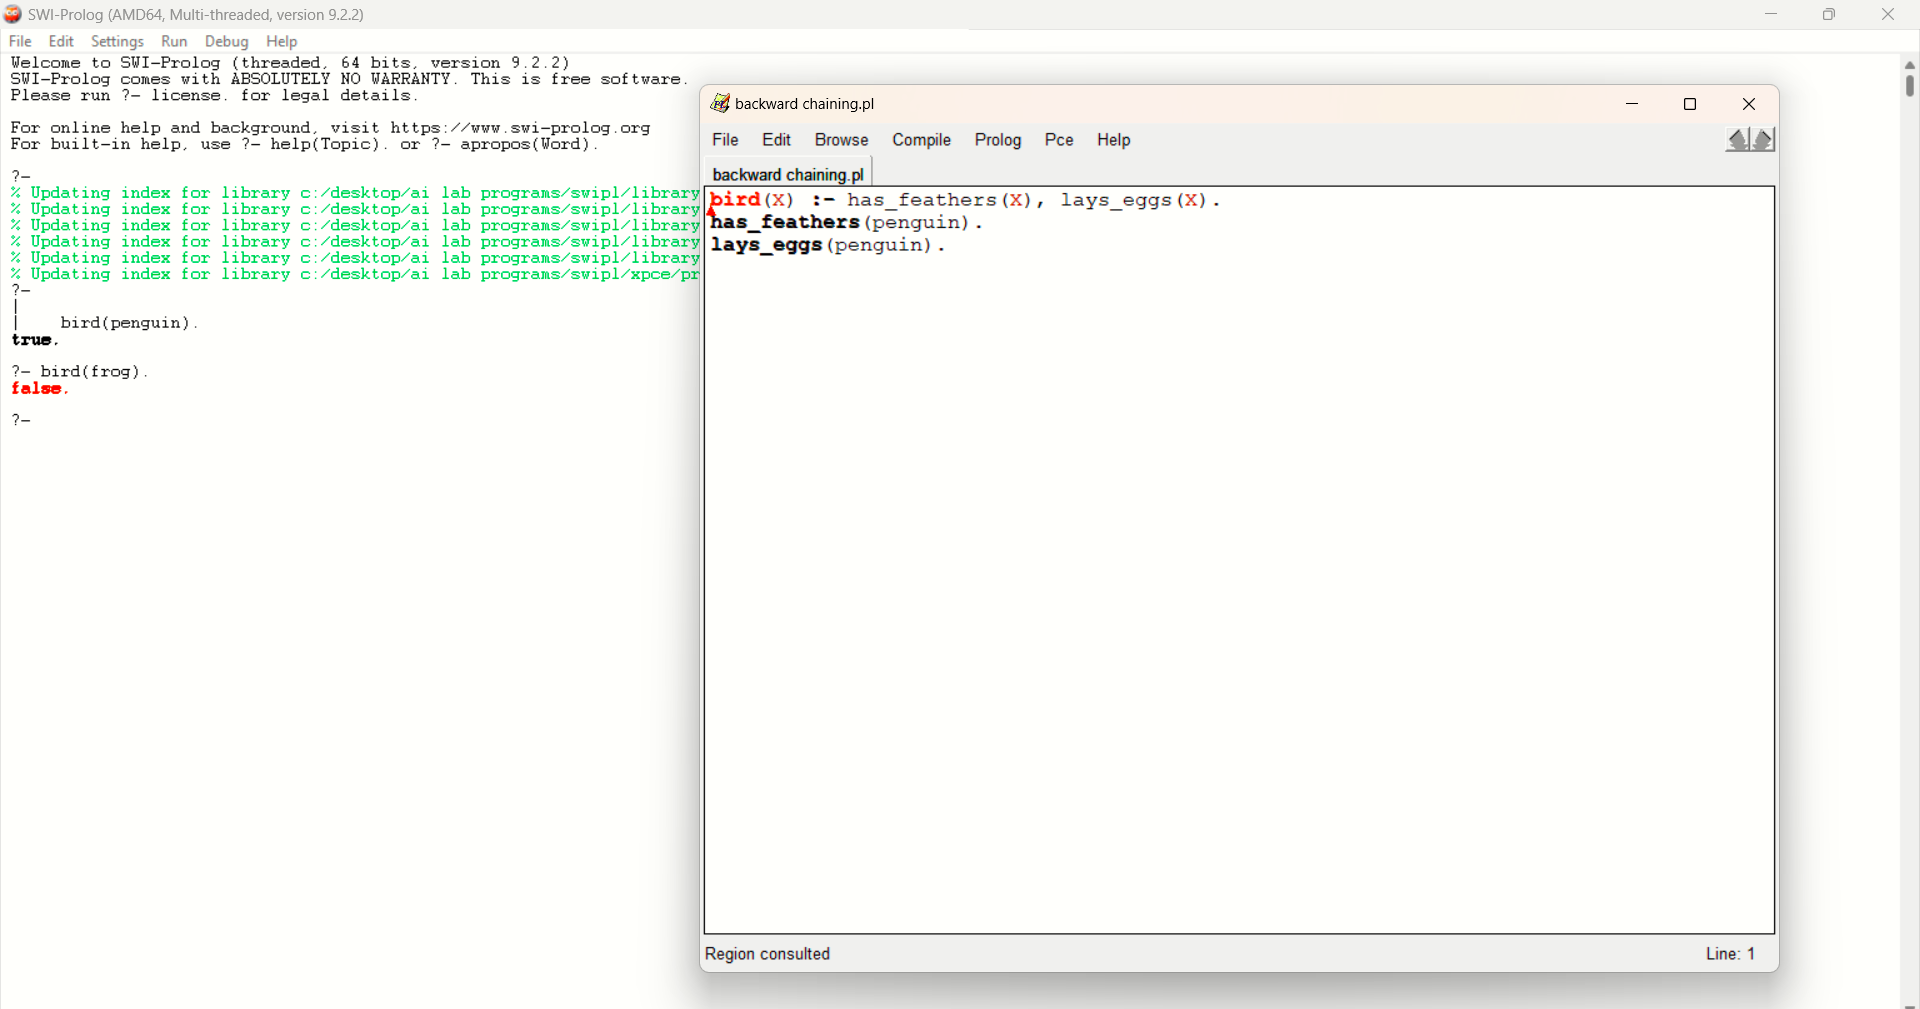 SWI-Prolog (AMD64, Multi-threaded, version 9.2.2)
File Edit Settings Run Debug Help
Welcome to SWI-Prolog (threaded, 64 bits, version 9.2.2)
SWI-Prolog comes with ABSOLUTELY NO WARRANTY. This is free software.
Please run ?- license. for legal details.
For online help and background, visit https://www.swi-prolog.org
For built-in help, use ?- help(Topic). or ?- apropos(Word).
?-
% Updating index for library c:/desktop/ai lab programs/swipl/library
% Updating index for library c:/desktop/ai lab programs/swipl/library
% Updating index for library c:/desktop/ai lab programs/swipl/library
% Updating index for library c:/desktop/ai lab programs/swipl/library
% Updating index for library c:/desktop/ai lab programs/swipl/library
% Updating index for library c:/desktop/ai lab programs/swipl/xpce/pr
?-
|
| bird(penguin).
true.
?- bird(frog).
false.
?-
backward chaining.pl
File Edit Browse Compile Prolog Pce Help
backward chaining.pl
bird(X) :- has_feathers(X), lays_eggs(X).
has_feathers(penguin).
lays_eggs(penguin).
Region consulted
Line: 1